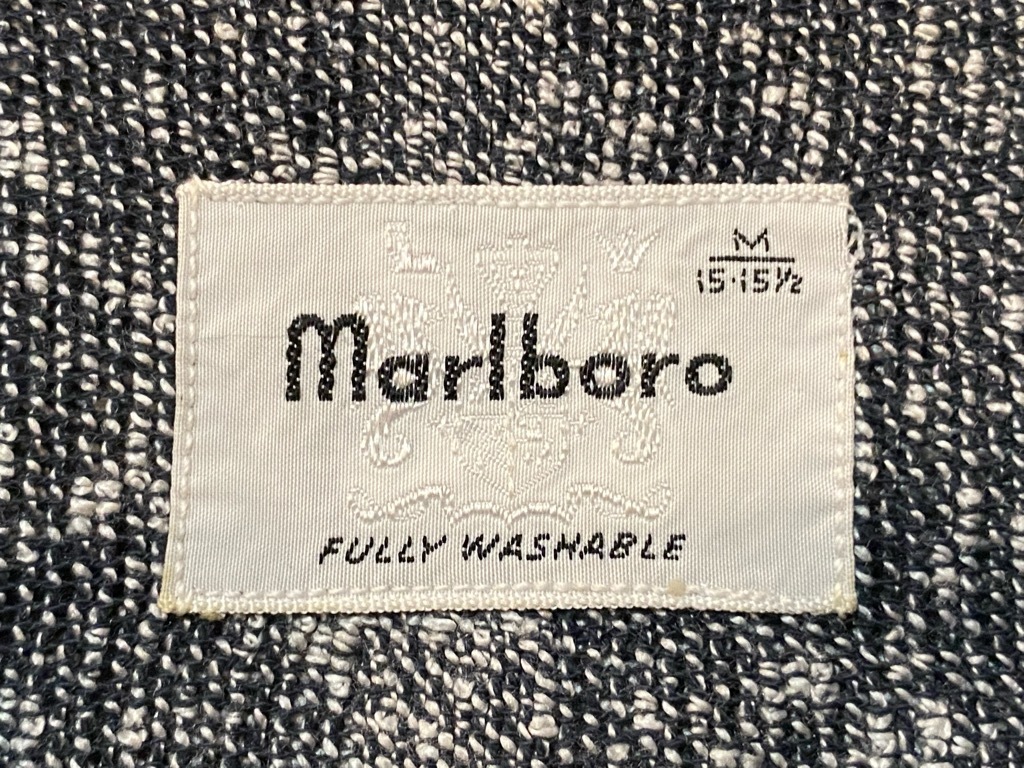 L W
M
15·15½
Marlboro
FULLY WASHABLE